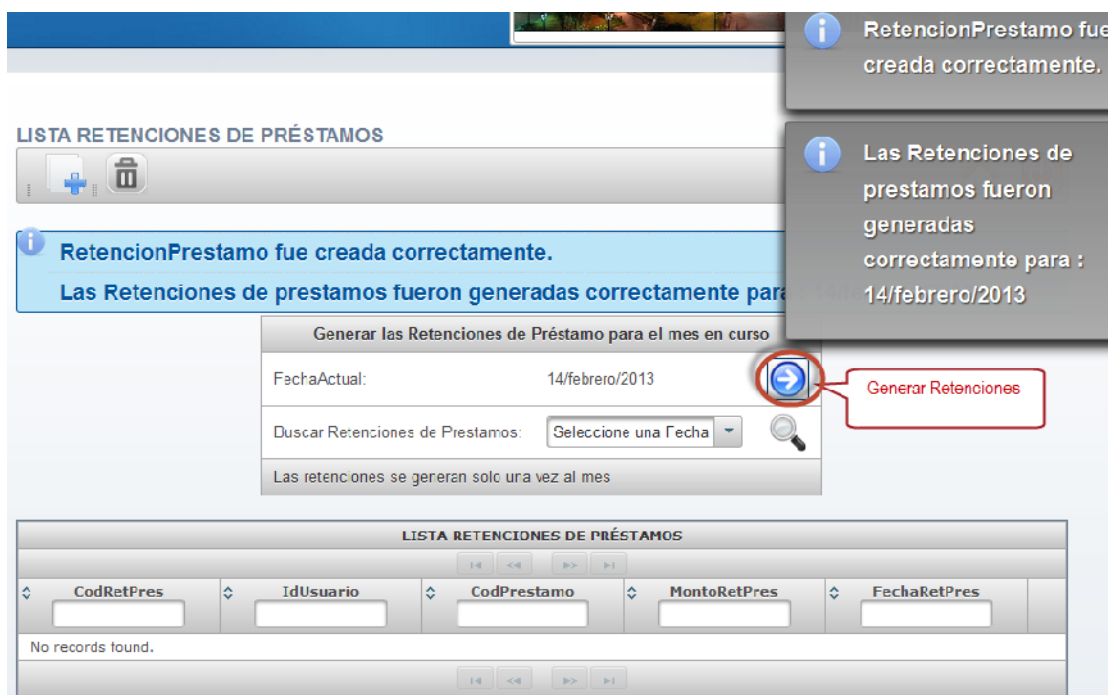 RetencionPrestamo fue
creada correctamente.
LISTA RETENCIONES DE PRÉSTAMOS
Las Retenciones de
prestamos fueron
generadas
correctamente para :
14/febrero/2013
RetencionPrestamo fue creada correctamente.
Las Retenciones de prestamos fueron generadas correctamente para
Generar las Retenciones de Préstamo para el mes en curso
FechaActual: 14/febrero/2013
Generar Retenciones
Buscar Retenciones de Prestamos: Seleccione una Fecha
Las retenciones se generan solo una vez al mes
LISTA RETENCIONES DE PRÉSTAMOS
CodRetPres IdUsuario CodPrestamo MontoRetPres FechaRetPres
No records found.